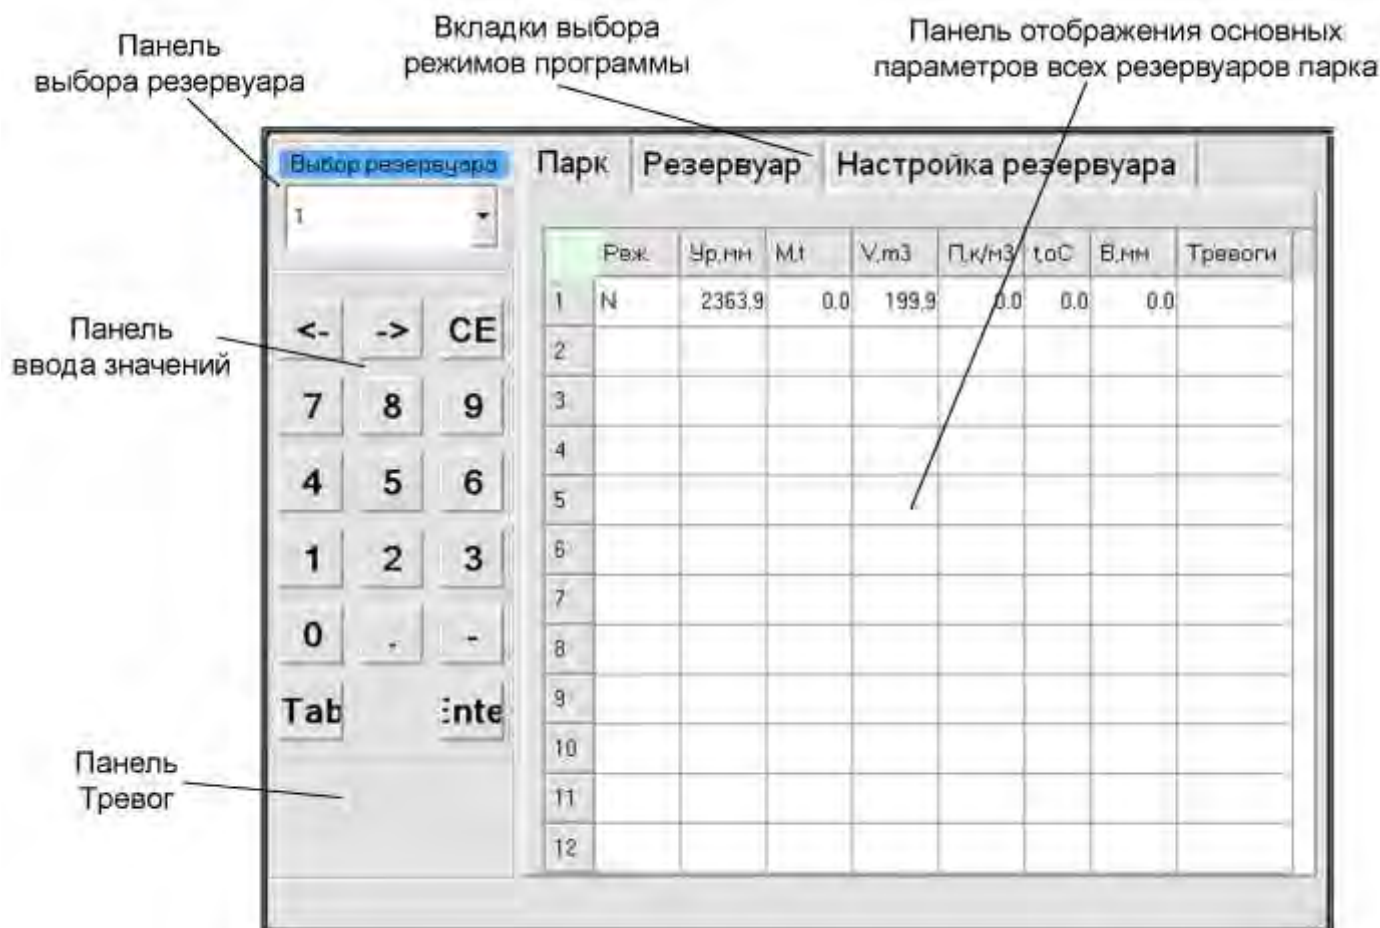 Панель
выбора резервуара
Вкладки выбора
режимов программы
Панель отображения основных
параметров всех резервуаров парка
Выбор резервуара
1
Парк Резервуар Настройка резервуара
Реж. Ур,мм M.t V,m3 П,к/м3 t,oC В,мм Тревоги
1 N 2363,9 0.0 199,9 0.0 0.0 0.0
2
3
4
5
6
7
8
9
10
11
12
Панель
ввода значений
<- -> CE
7 8 9
4 5 6
1 2 3
0 . -
Tab Ente
Панель
Тревог